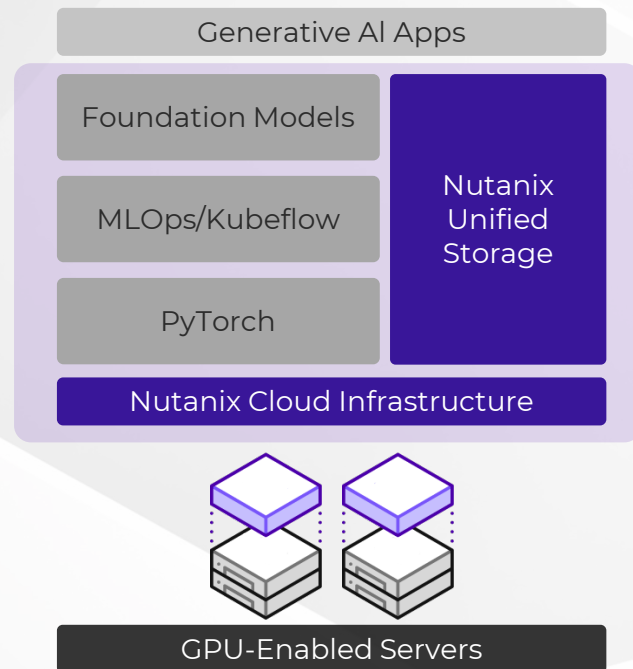 Generative AI Apps
Foundation Models
MLOps/Kubeflow
PyTorch
Nutanix
Unified
Storage
Nutanix Cloud Infrastructure
GPU-Enabled Servers